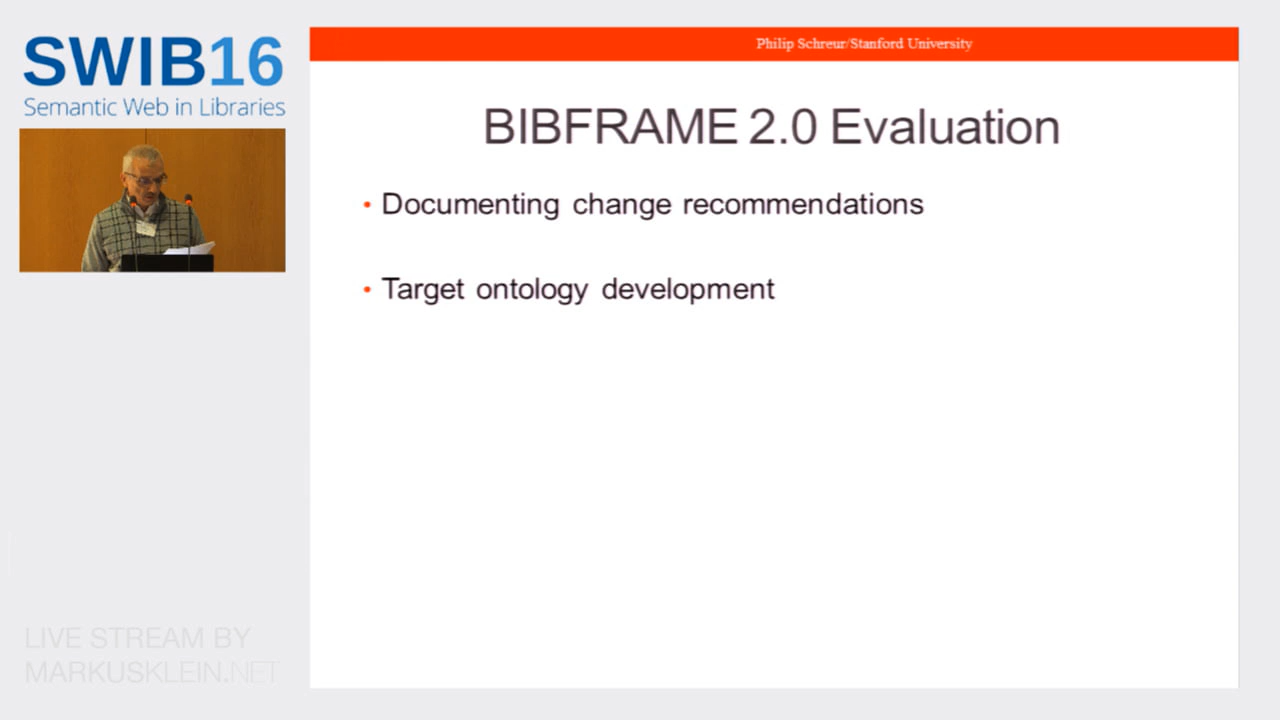 SWIB16
Semantic Web in Libraries
Philip Schreur/Stanford University
BIBFRAME 2.0 Evaluation
• Documenting change recommendations
• Target ontology development
LIVE STREAM BY
MARKUSKLEIN.NET